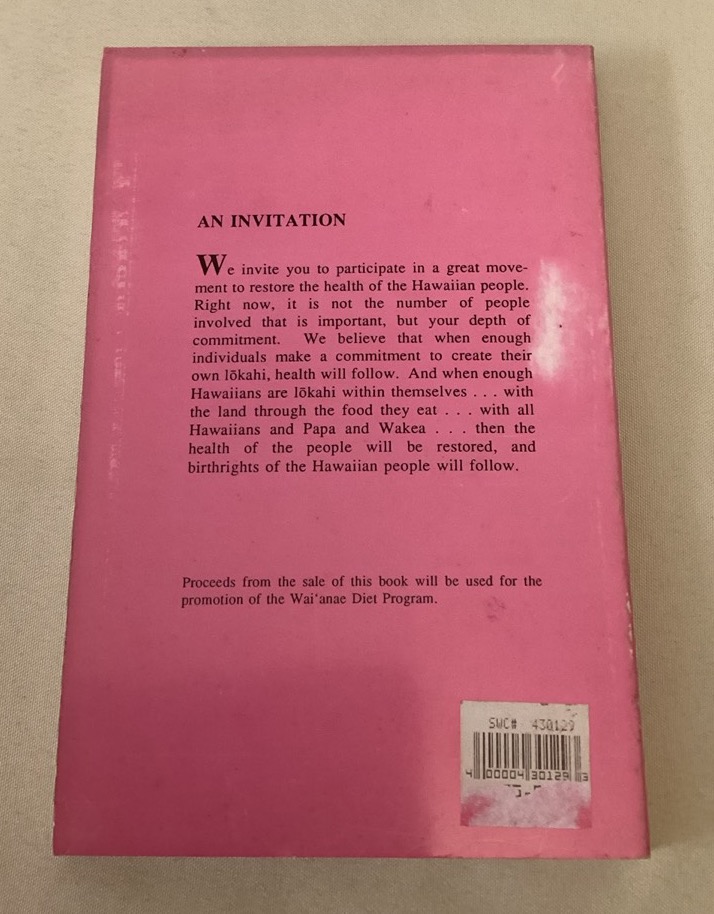 AN INVITATION
We invite you to participate in a great move-
ment to restore the health of the Hawaiian people.
Right now, it is not the number of people
involved that is important, but your depth of
commitment. We believe that when enough
individuals make a commitment to create their
own lōkahi, health will follow. And when enough
Hawaiians are lōkahi within themselves . . . with
the land through the food they eat . . . with all
Hawaiians and Papa and Wakea . . . then the
health of the people will be restored, and
birthrights of the Hawaiian people will follow.
Proceeds from the sale of this book will be used for the
promotion of the Wai‘anae Diet Program.
SWC# 430129
4 00004 30129 3